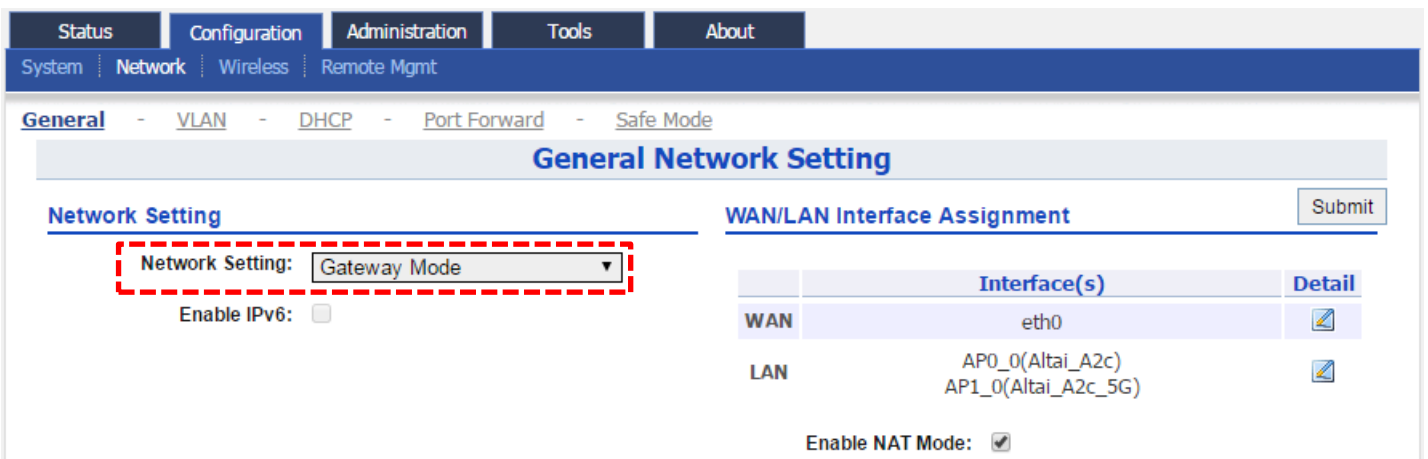 Status Configuration Administration Tools About
System Network Wireless Remote Mgmt
General - VLAN - DHCP - Port Forward - Safe Mode
General Network Setting
Submit
Network Setting
Network Setting: Gateway Mode
Enable IPv6:
WAN/LAN Interface Assignment
Interface(s) Detail
WAN eth0
LAN AP0_0(Altai_A2c)
AP1_0(Altai_A2c_5G)
Enable NAT Mode: